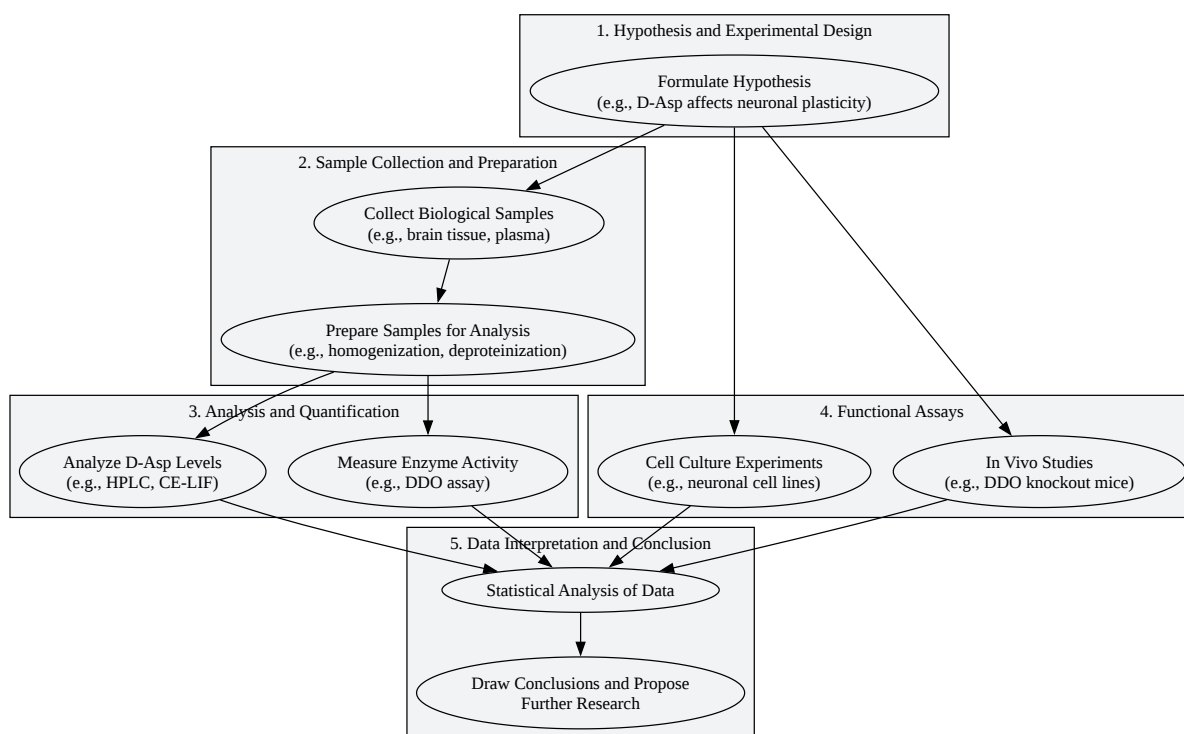 1. Hypothesis and Experimental Design
Formulate Hypothesis
(e.g., D-Asp affects neuronal plasticity)
2. Sample Collection and Preparation
Collect Biological Samples
(e.g., brain tissue, plasma)
Prepare Samples for Analysis
(e.g., homogenization, deproteinization)
3. Analysis and Quantification
Analyze D-Asp Levels
(e.g., HPLC, CE-LIF)
Measure Enzyme Activity
(e.g., DDO assay)
4. Functional Assays
Cell Culture Experiments
(e.g., neuronal cell lines)
In Vivo Studies
(e.g., DDO knockout mice)
5. Data Interpretation and Conclusion
Statistical Analysis of Data
Draw Conclusions and Propose
Further Research